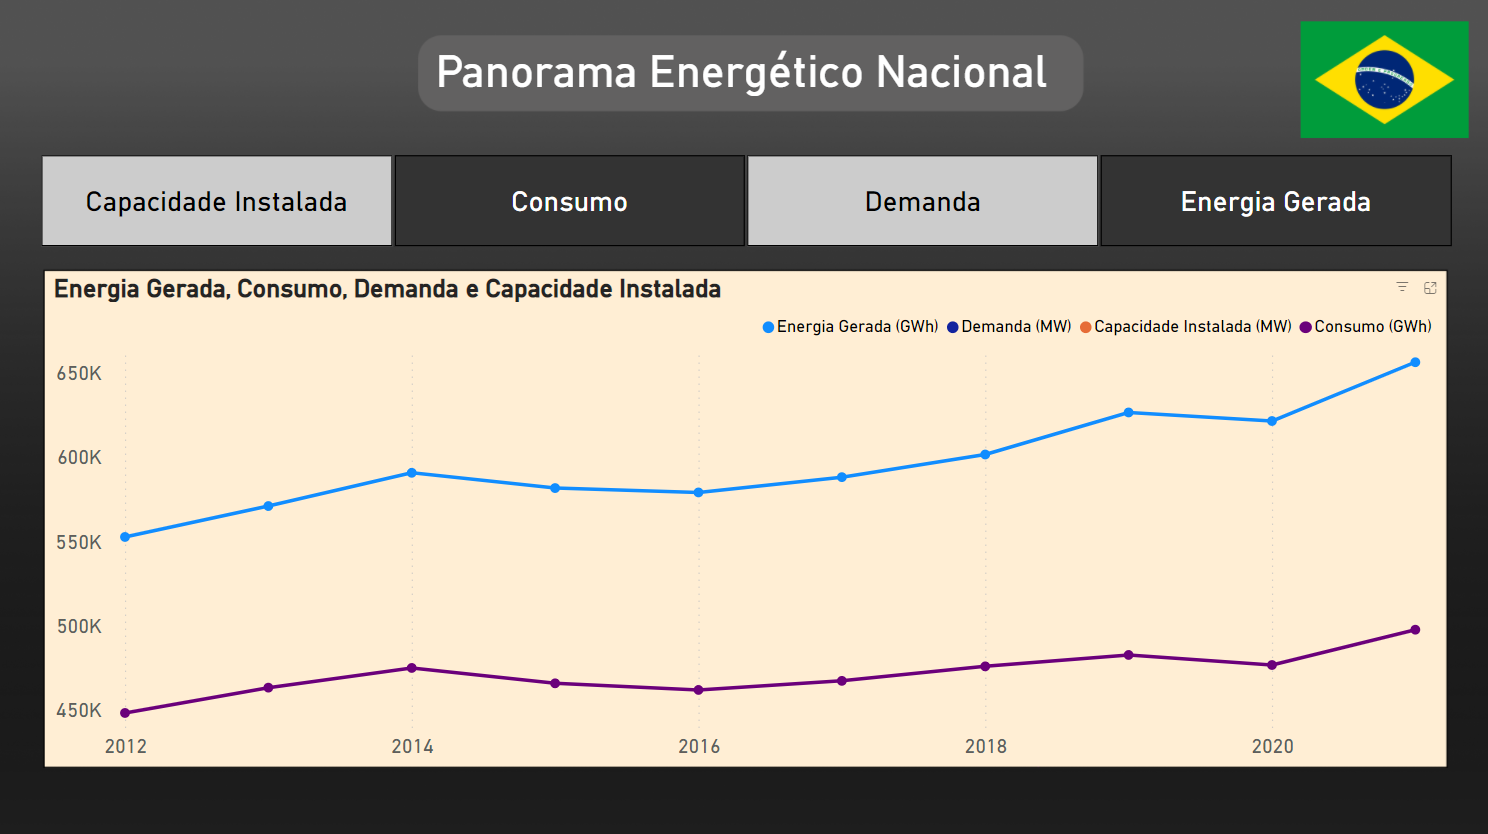 Panorama Energético Nacional
Capacidade Instalada
Consumo
Demanda
Energia Gerada
Energia Gerada, Consumo, Demanda e Capacidade Instalada
Energia Gerada (GWh) Demanda (MW) Capacidade Instalada (MW) Consumo (GWh)
650K
600K
550K
500K
450K
2012 2014 2016 2018 2020